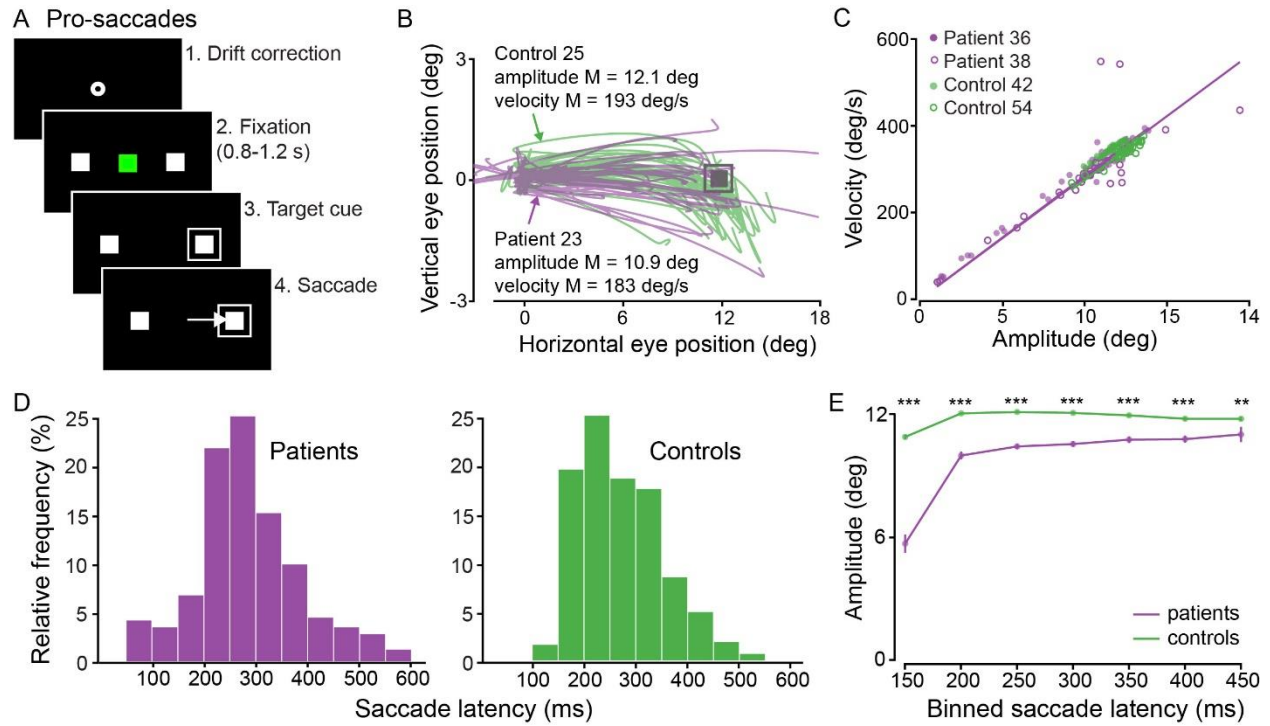 A Pro-saccades
1. Drift correction
2. Fixation
(0.8-1.2 s)
3. Target cue
4. Saccade
B
Control 25
amplitude M = 12.1 deg
velocity M = 193 deg/s
Patient 23
amplitude M = 10.9 deg
velocity M = 183 deg/s
Vertical eye position (deg)
3
0
-3
0 6 12 18
Horizontal eye position (deg)
C
Patient 36
Patient 38
Control 42
Control 54
Velocity (deg/s)
600
400
200
0
0 5 10 14
Amplitude (deg)
D
Relative frequency (%)
Patients
25
20
15
10
5
0
100 200 300 400 500 600
Controls
25
20
15
10
5
0
100 200 300 400 500 600
Saccade latency (ms)
E
*** *** *** *** *** *** **
Amplitude (deg)
12
6
0
patients
controls
150 200 250 300 350 400 450
Binned saccade latency (ms)